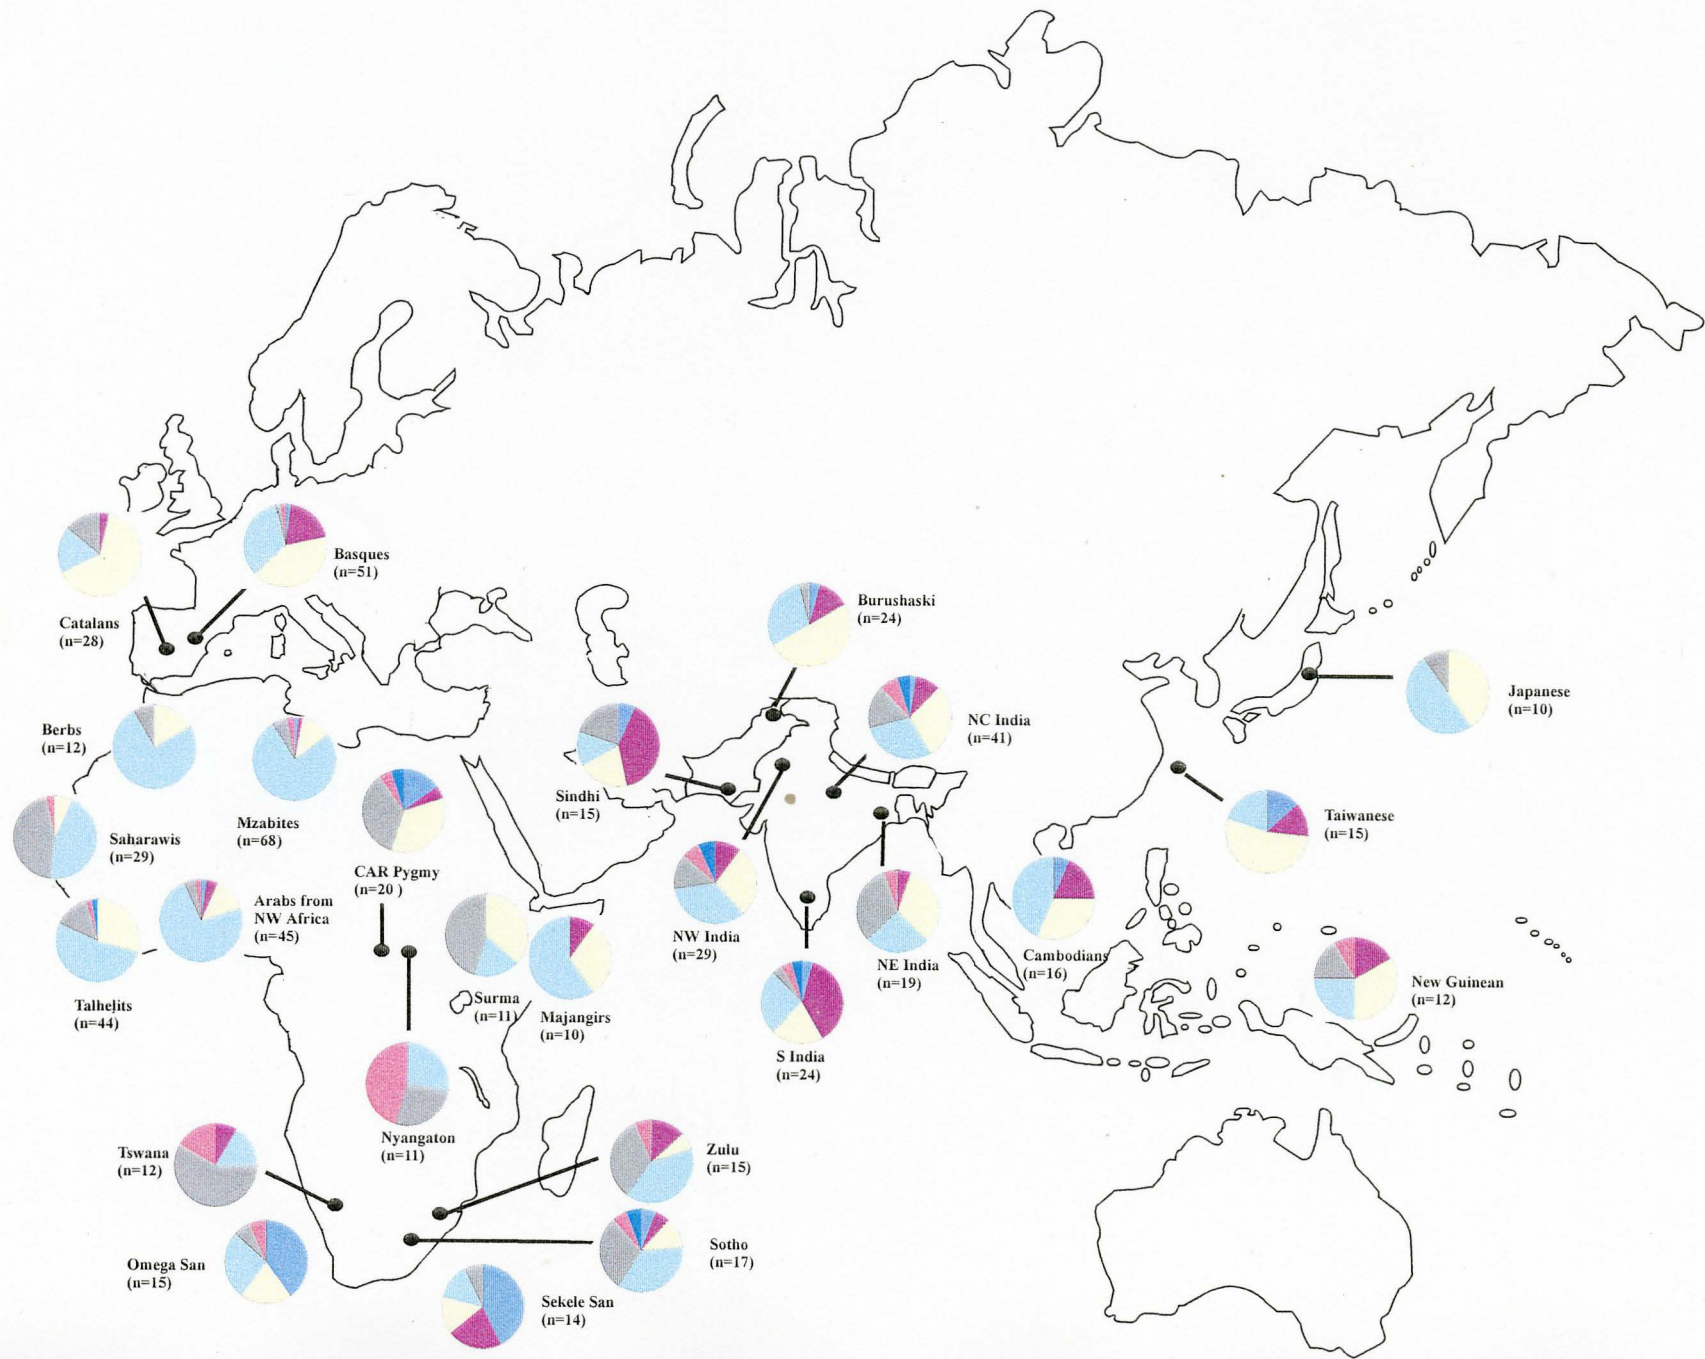 Basques
(n=51)
Catalans
(n=28)
Burushaski
(n=24)
NC India
(n=41)
Japanese
(n=10)
Berbs
(n=12)
Mzabites
(n=68)
Sindhi
(n=15)
Taiwanese
(n=15)
Saharawis
(n=29)
CAR Pygmy
(n=20 )
Arabs from
NW Africa
(n=45)
NW India
(n=29)
NE India
(n=19)
Cambodians
(n=16)
New Guinean
(n=12)
Talhelits
(n=44)
Surma
(n=11)
Majangirs
(n=10)
S India
(n=24)
Nyangaton
(n=11)
Tswana
(n=12)
Zulu
(n=15)
Omega San
(n=15)
Sotho
(n=17)
Sekele San
(n=14)